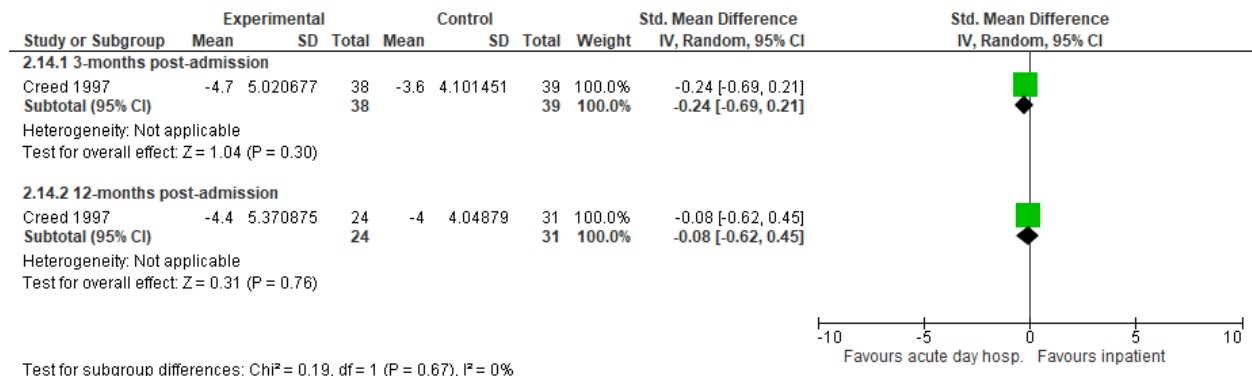 Experimental Control Std. Mean Difference Std. Mean Difference
Study or Subgroup Mean SD Total Mean SD Total Weight IV, Random, 95% CI IV, Random, 95% CI
2.14.1 3-months post-admission
Creed 1997 -4.7 5.020677 38 -3.6 4.101451 39 100.0% -0.24 [-0.69, 0.21]
Subtotal (95% CI) 38 39 100.0% -0.24 [-0.69, 0.21]
Heterogeneity: Not applicable
Test for overall effect: Z = 1.04 (P = 0.30)
2.14.2 12-months post-admission
Creed 1997 -4.4 5.370875 24 -4 4.04879 31 100.0% -0.08 [-0.62, 0.45]
Subtotal (95% CI) 24 31 100.0% -0.08 [-0.62, 0.45]
Heterogeneity: Not applicable
Test for overall effect: Z = 0.31 (P = 0.76)
-10 -5 0 5 10
Favours acute day hosp. Favours inpatient
Test for subgroup differences: Chi² = 0.19, df = 1 (P = 0.67), I² = 0%